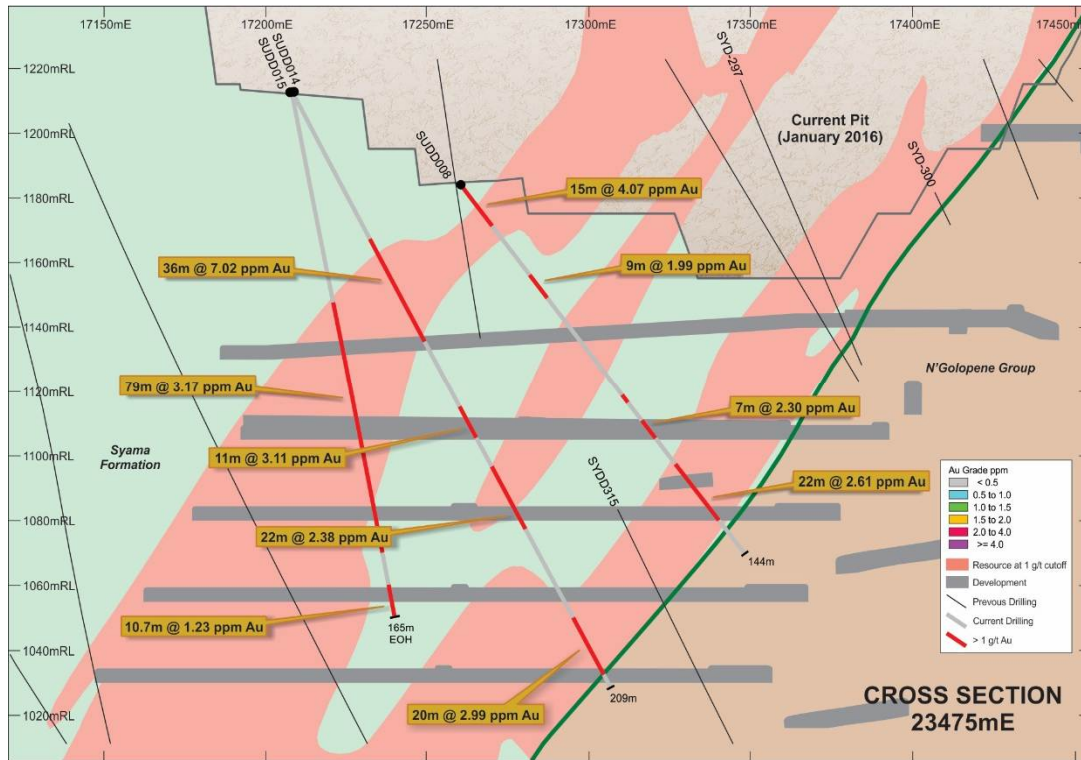 17150mE
17200mE
17250mE
17300mE
17350mE
17400mE
17450mE
1220mRL
1200mRL
1180mRL
1160mRL
1140mRL
1120mRL
1100mRL
1080mRL
1060mRL
1040mRL
1020mRL
SUDD014
SUDD015
SUDD008
SYD-297
SYD-300
SYDD315
Current Pit
(January 2016)
15m @ 4.07 ppm Au
36m @ 7.02 ppm Au
9m @ 1.99 ppm Au
79m @ 3.17 ppm Au
7m @ 2.30 ppm Au
11m @ 3.11 ppm Au
22m @ 2.61 ppm Au
22m @ 2.38 ppm Au
10.7m @ 1.23 ppm Au
20m @ 2.99 ppm Au
Syama
Formation
N'Golopene Group
144m
165m
EOH
209m
Au Grade ppm
< 0.5
0.5 to 1.0
1.0 to 1.5
1.5 to 2.0
2.0 to 4.0
>= 4.0
Resource at 1 g/t cutoff
Development
Prevous Drilling
Current Drilling
> 1 g/t Au
CROSS SECTION
23475mE